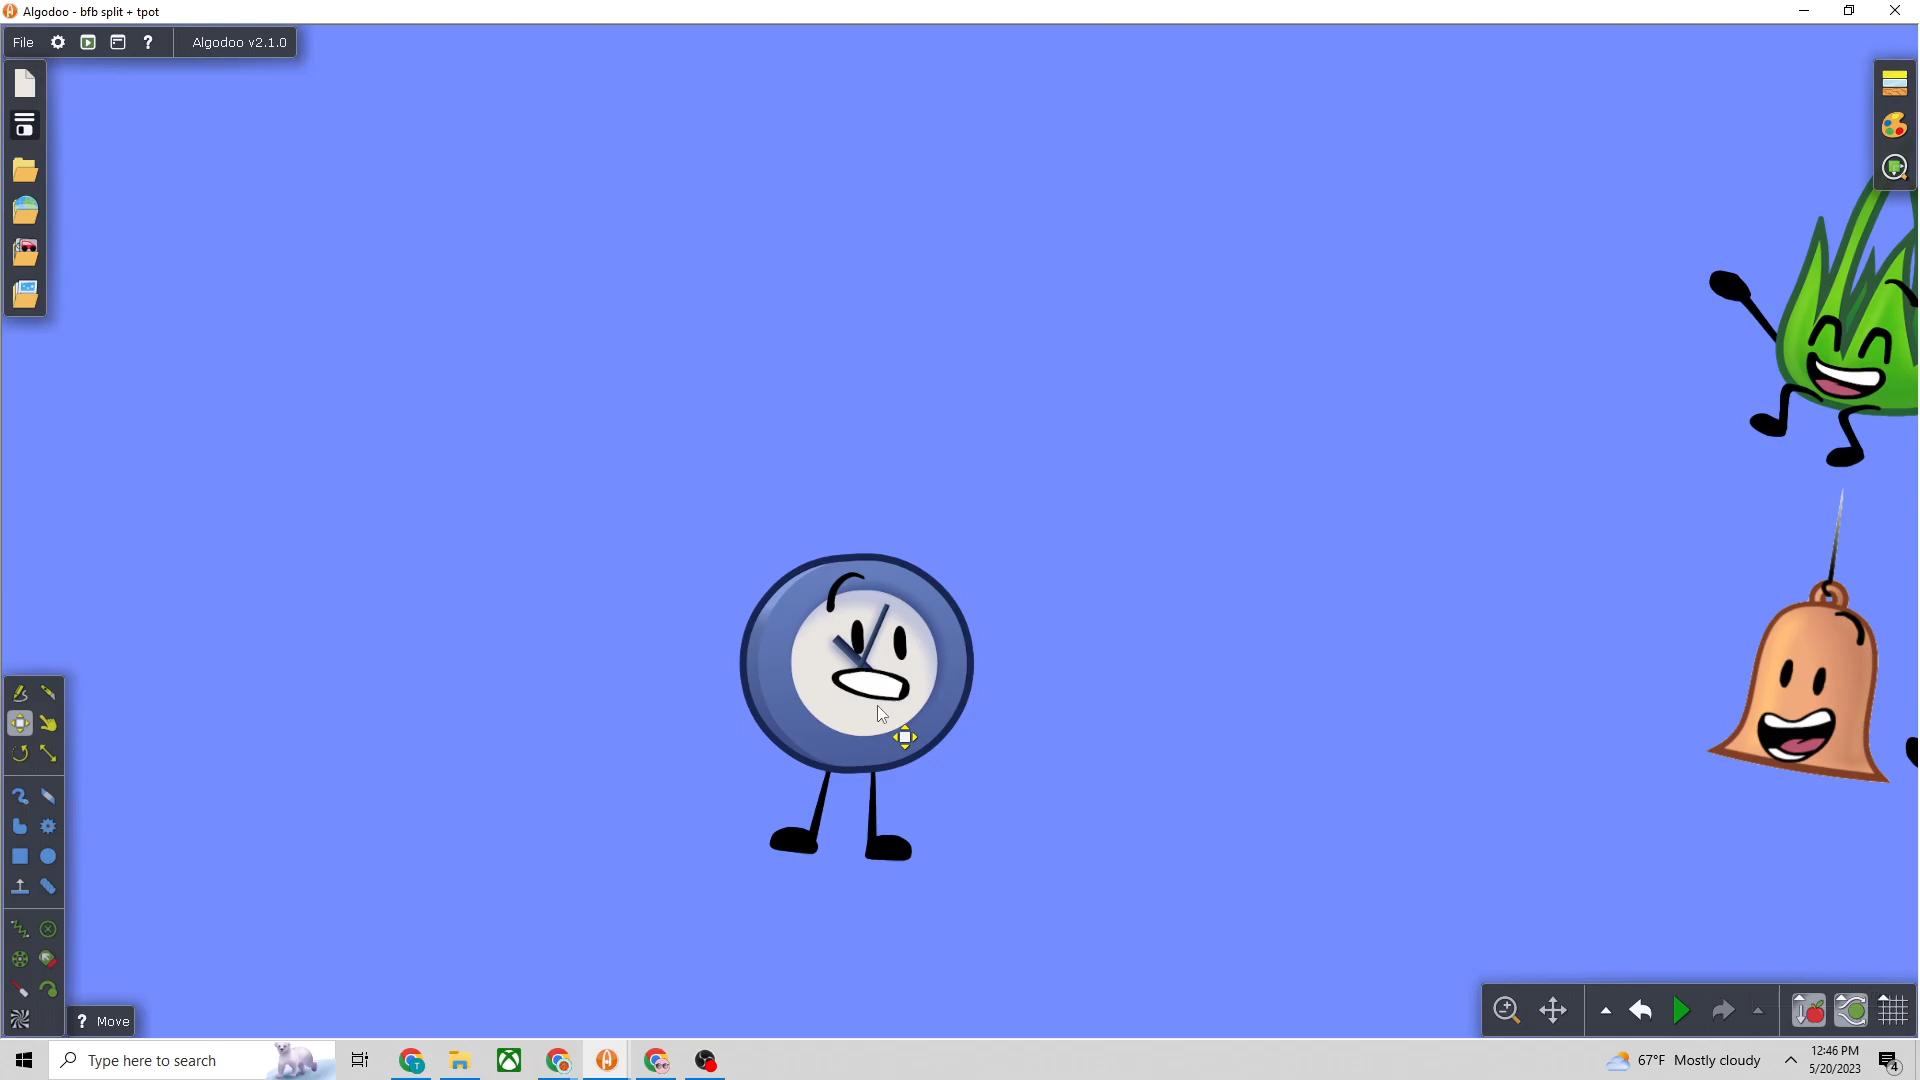 Algodoo - bfb split + tpot
File ? Algodoo v2.1.0
? Move
Type here to search
67°F Mostly cloudy
12:46 PM
5/20/2023
4